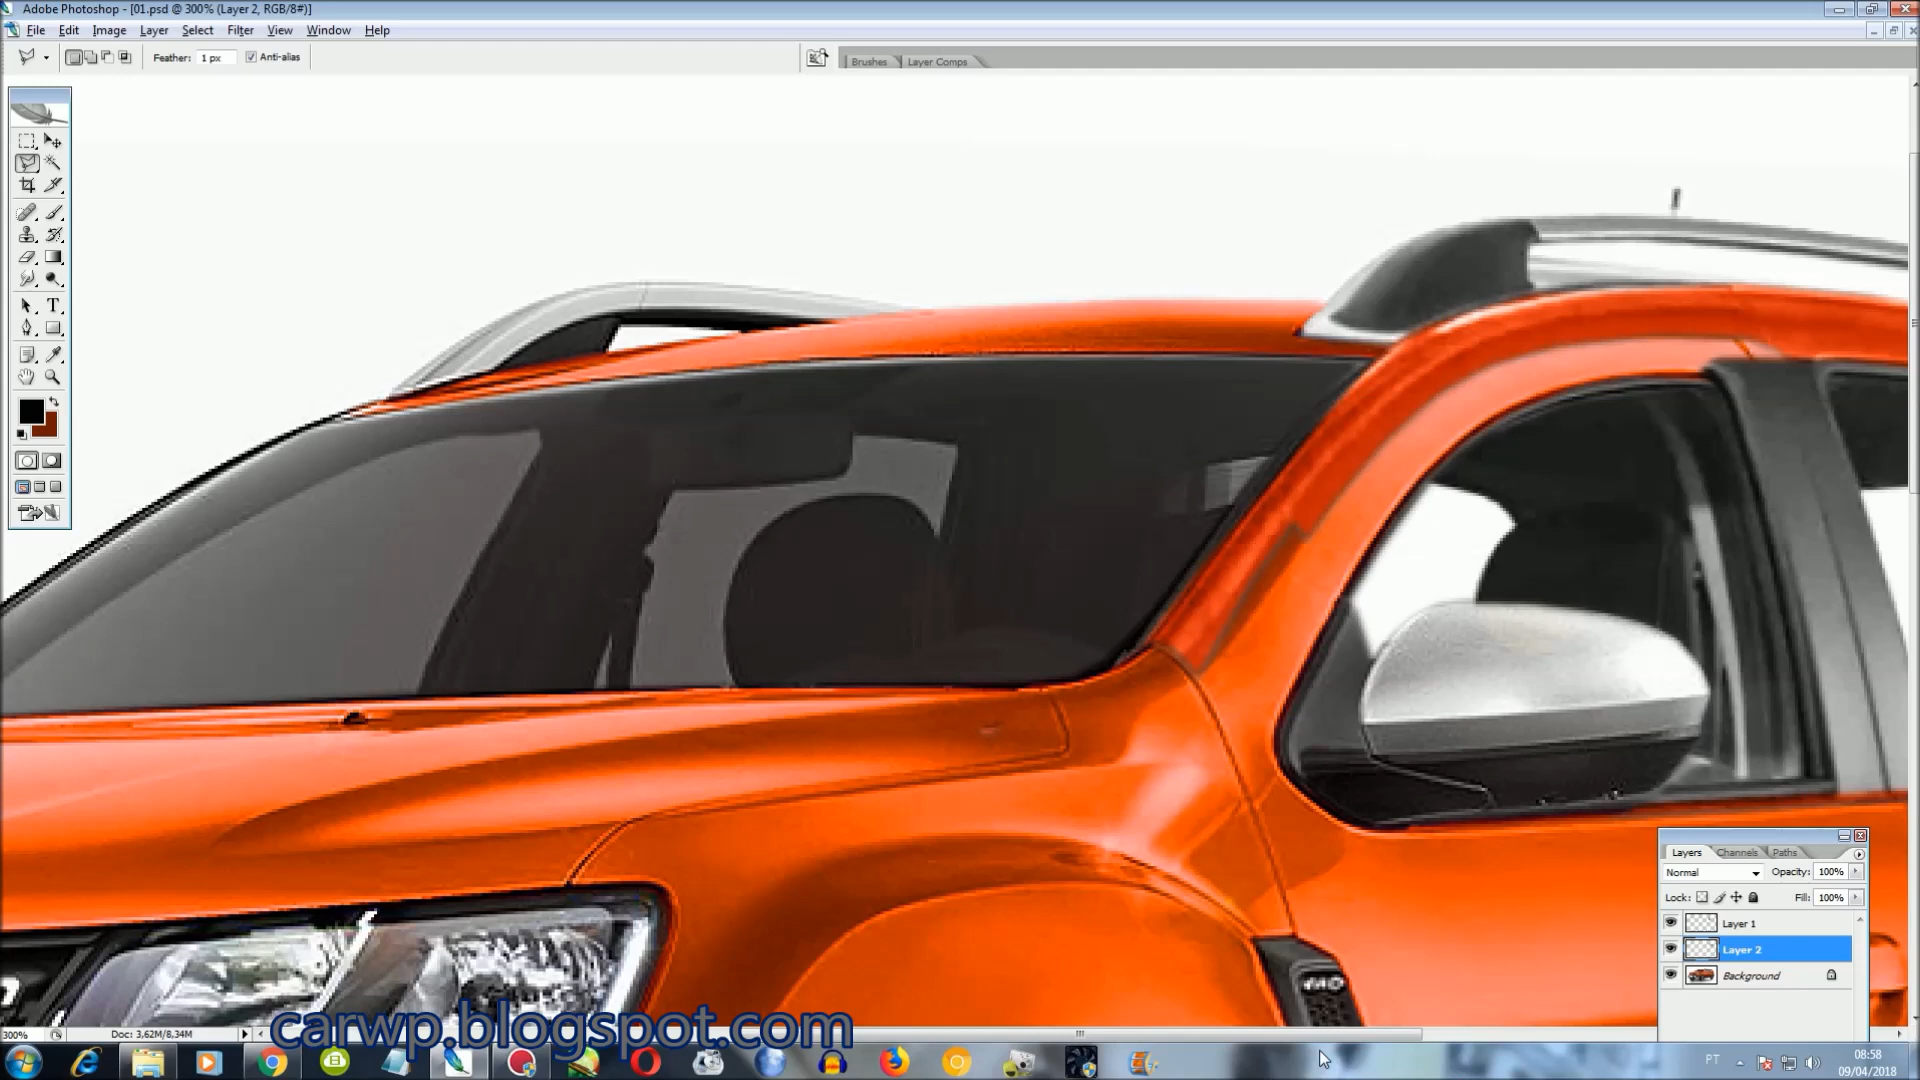 Adobe Photoshop - [01.psd @ 300% (Layer 2, RGB/8#)]
File Edit Image Layer Select Filter View Window Help
Feather: 1 px Anti-alias
Brushes Layer Comps
T
Layers Channels Paths
Normal Opacity: 100%
Lock: Fill: 100%
Layer 1
Layer 2
Background
300% Doc: 3,62M/8,34M
carwp.blogspot.com
PT
08:58
09/04/2018